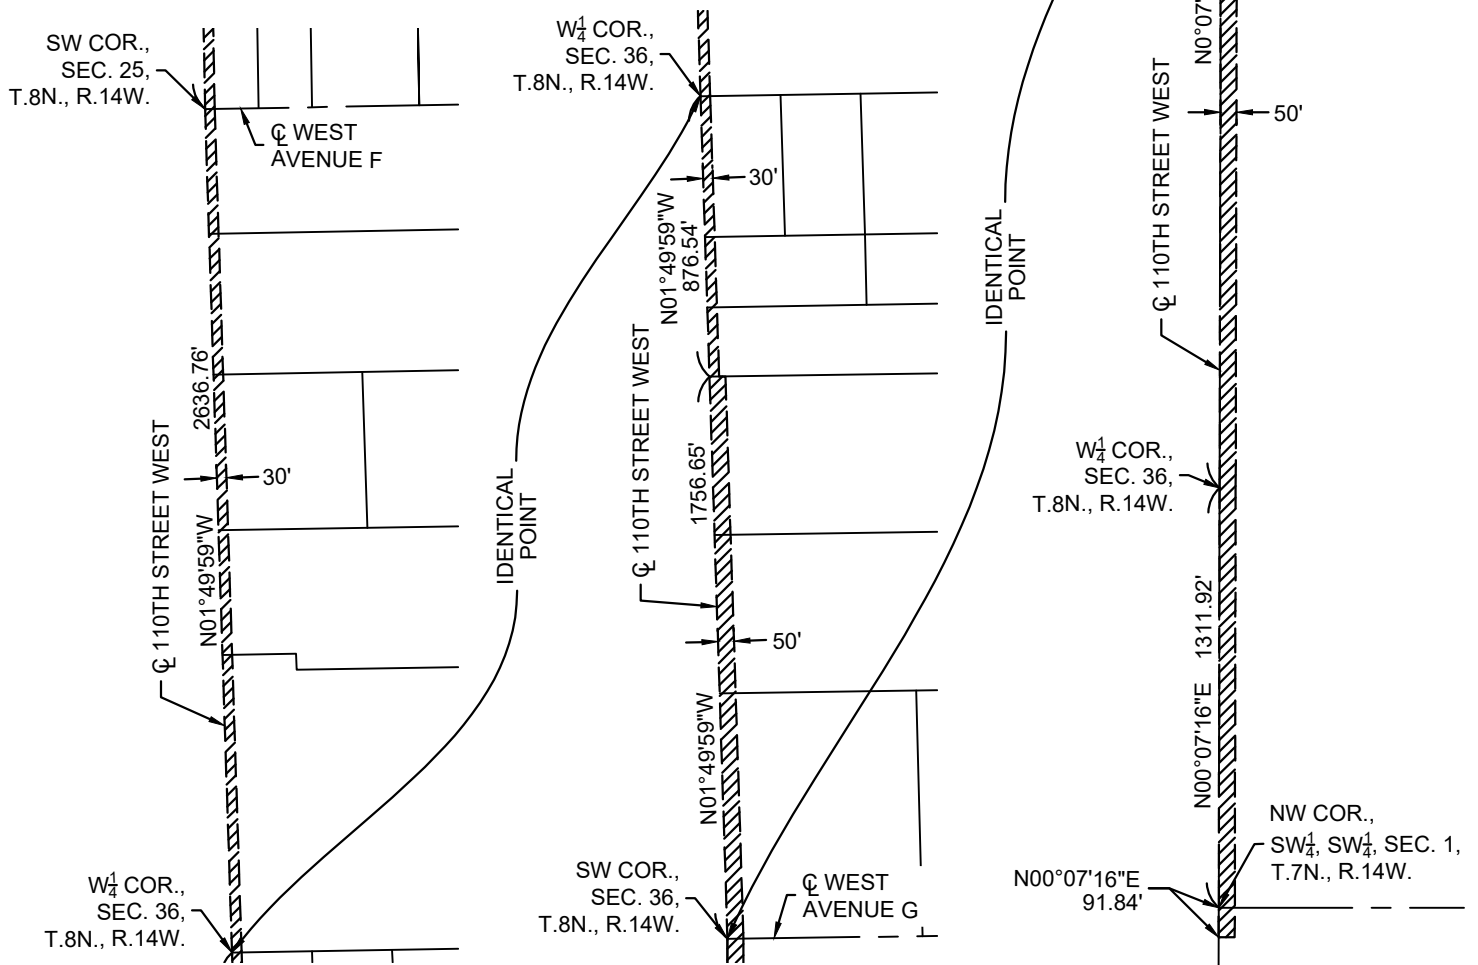 SW COR.,
SEC. 25,
T.8N., R.14W.
℄ WEST
AVENUE F
2636.76'
30'
℄ 110TH STREET WEST
N01°49'59"W
W¼ COR.,
SEC. 36,
T.8N., R.14W.
IDENTICAL
POINT
W¼ COR.,
SEC. 36,
T.8N., R.14W.
30'
N01°49'59"W
876.54'
℄ 110TH STREET WEST
1756.65'
50'
N01°49'59"W
SW COR.,
SEC. 36,
T.8N., R.14W.
℄ WEST
AVENUE G
IDENTICAL
POINT
N0°07'
50'
℄ 110TH STREET WEST
W¼ COR.,
SEC. 36,
T.8N., R.14W.
N00°07'16"E 1311.92'
NW COR.,
SW¼, SW¼, SEC. 1,
T.7N., R.14W.
N00°07'16"E
91.84'